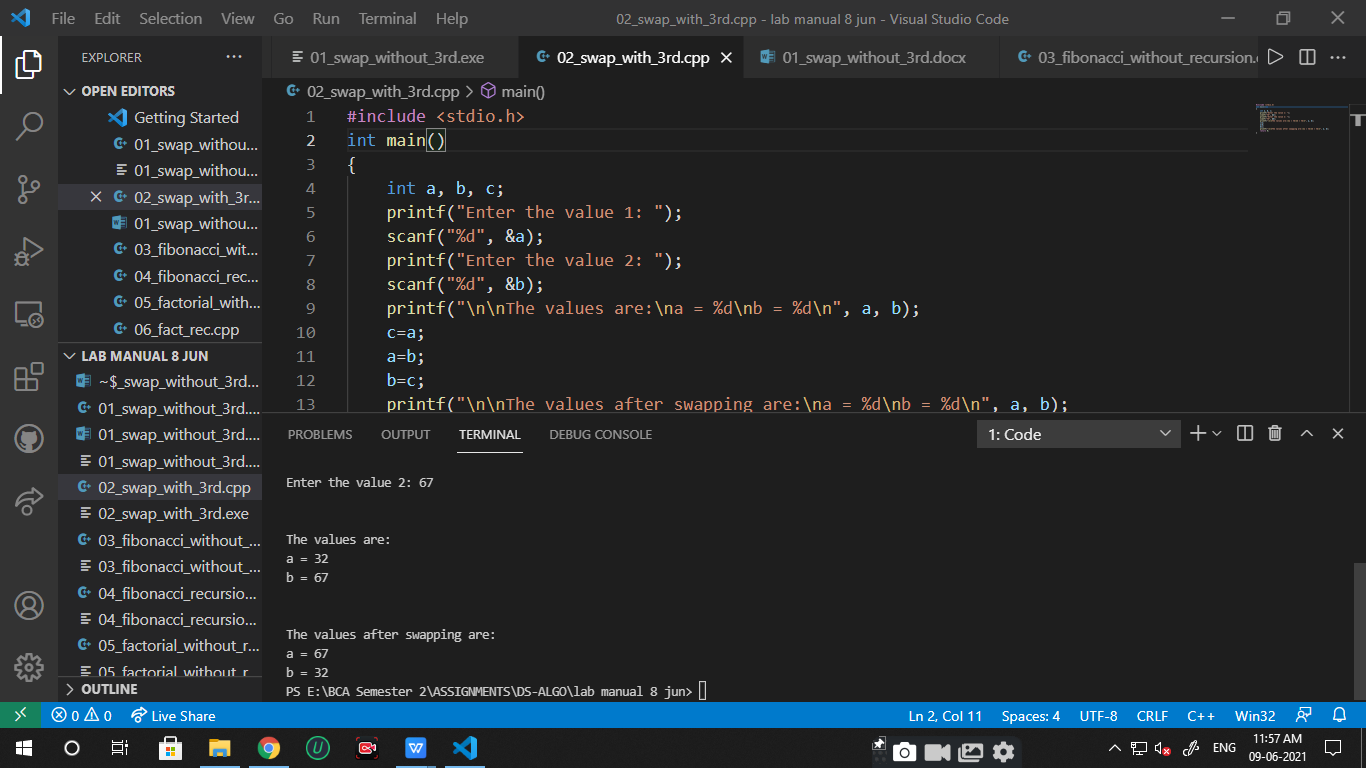 File Edit Selection View Go Run Terminal Help
02_swap_with_3rd.cpp - lab manual 8 jun - Visual Studio Code
EXPLORER
01_swap_without_3rd.exe
02_swap_with_3rd.cpp
01_swap_without_3rd.docx
03_fibonacci_without_recursion.
OPEN EDITORS
Getting Started
01_swap_withou...
01_swap_withou...
02_swap_with_3r...
01_swap_withou...
03_fibonacci_wit...
04_fibonacci_rec...
05_factorial_with...
06_fact_rec.cpp
LAB MANUAL 8 JUN
~$_swap_without_3rd...
01_swap_without_3rd....
01_swap_without_3rd....
01_swap_without_3rd....
02_swap_with_3rd.cpp
02_swap_with_3rd.exe
03_fibonacci_without_...
03_fibonacci_without_...
04_fibonacci_recursio...
04_fibonacci_recursio...
05_factorial_without_r...
05_factorial_without_r...
OUTLINE
02_swap_with_3rd.cpp > main()
1 #include <stdio.h>
2 int main()
3 {
4 int a, b, c;
5 printf("Enter the value 1: ");
6 scanf("%d", &a);
7 printf("Enter the value 2: ");
8 scanf("%d", &b);
9 printf("\n\nThe values are:\na = %d\nb = %d\n", a, b);
10 c=a;
11 a=b;
12 b=c;
13 printf("\n\nThe values after swapping are:\na = %d\nb = %d\n", a, b);
PROBLEMS OUTPUT TERMINAL DEBUG CONSOLE
1: Code
Enter the value 2: 67
The values are:
a = 32
b = 67
The values after swapping are:
a = 67
b = 32
PS E:\BCA Semester 2\ASSIGNMENTS\DS-ALGO\lab manual 8 jun>
0 0 Live Share
Ln 2, Col 11 Spaces: 4 UTF-8 CRLF C++ Win32
ENG
11:57 AM
09-06-2021